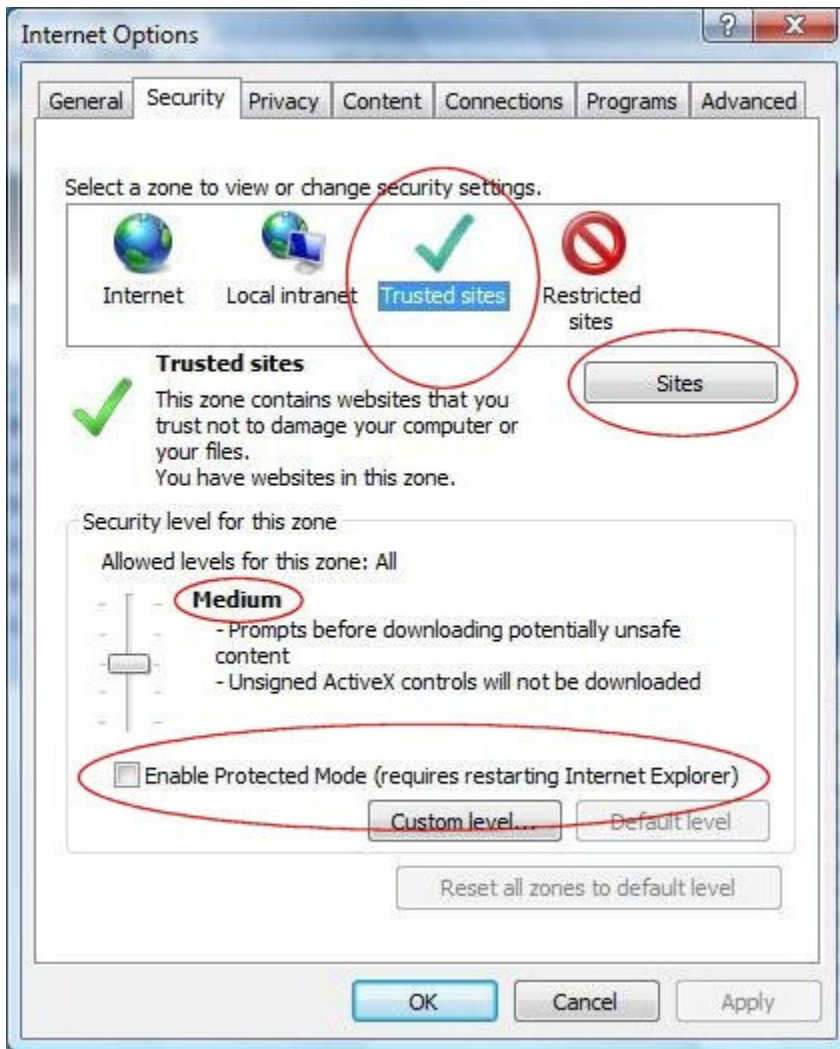 Internet Options
?
X
General Security Privacy Content Connections Programs Advanced
Select a zone to view or change security settings.
Internet Local intranet Trusted sites Restricted
sites
Trusted sites
Sites
This zone contains websites that you
trust not to damage your computer or
your files.
You have websites in this zone.
Security level for this zone
Allowed levels for this zone: All
Medium
- Prompts before downloading potentially unsafe
content
- Unsigned ActiveX controls will not be downloaded
Enable Protected Mode (requires restarting Internet Explorer)
Custom level... Default level
Reset all zones to default level
OK Cancel Apply